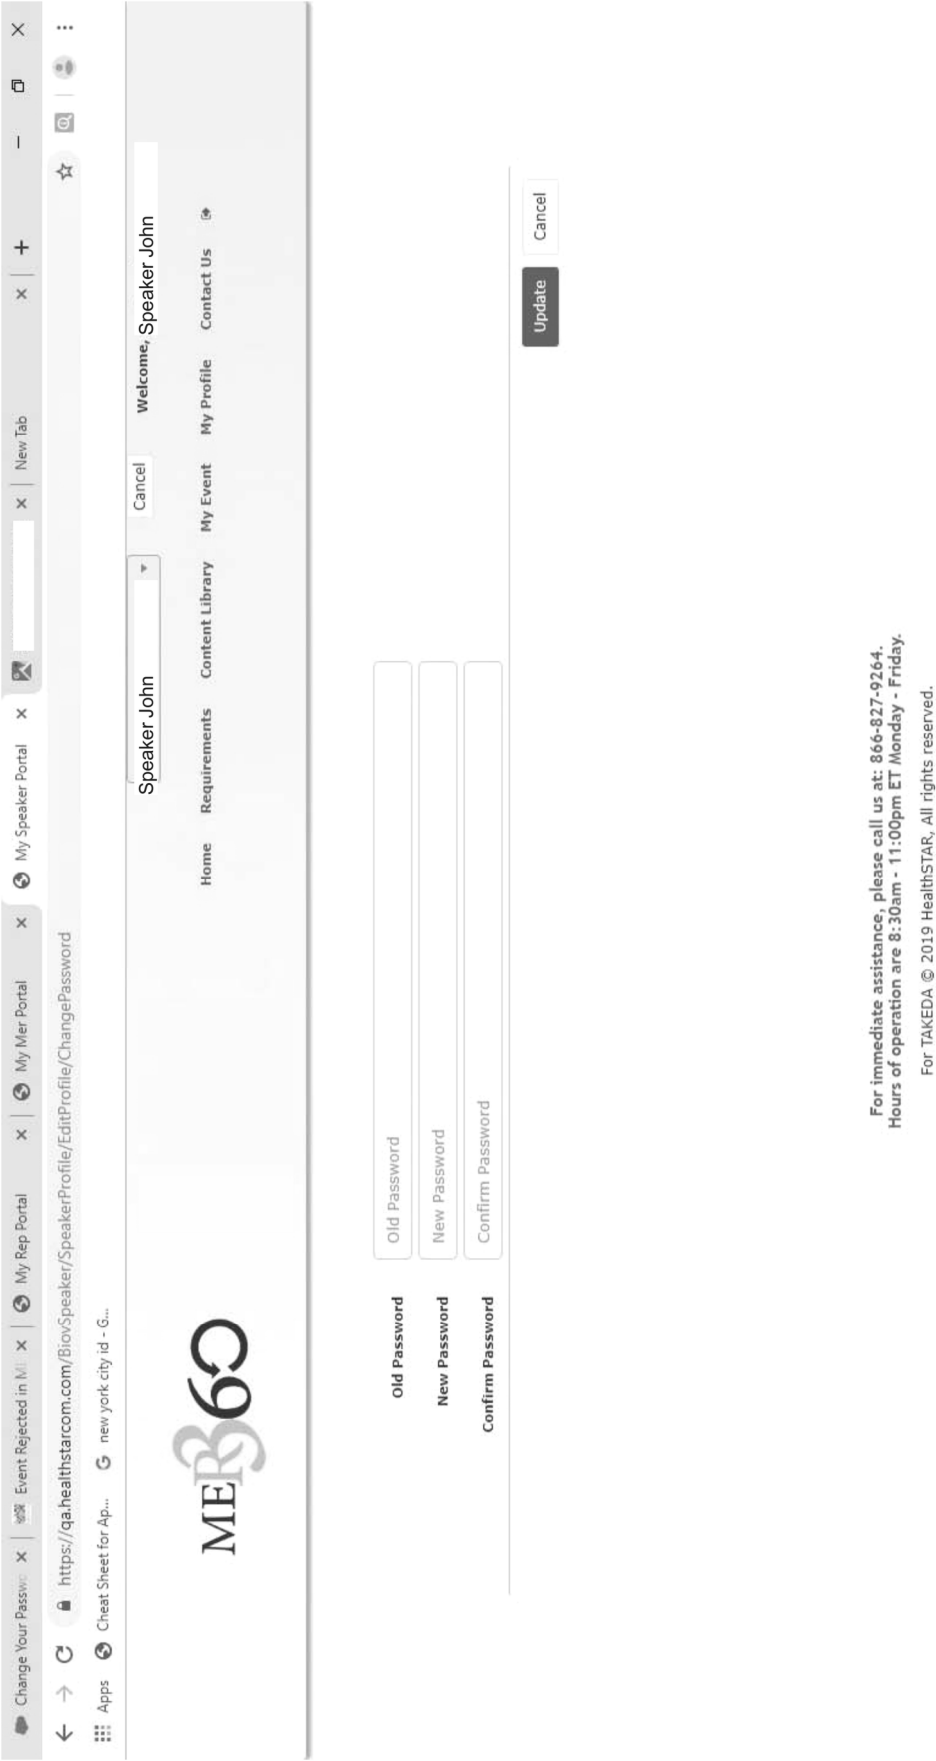 Change Your Passwo
Event Rejected in M
My Rep Portal
My Mer Portal
My Speaker Portal
New Tab
https://qa.healthstarcom.com/BiovSpeaker/SpeakerProfile/EditProfile/ChangePassword
Apps
Cheat Sheet for Ap...
new york city id - G...
Speaker John
Cancel
Welcome, Speaker John
MER360
Home
Requirements
Content Library
My Event
My Profile
Contact Us
Old Password
Old Password
New Password
New Password
Confirm Password
Confirm Password
Update
Cancel
For immediate assistance, please call us at: 866-827-9264.
Hours of operation are 8:30am - 11:00pm ET Monday - Friday.
For TAKEDA © 2019 HealthSTAR, All rights reserved.